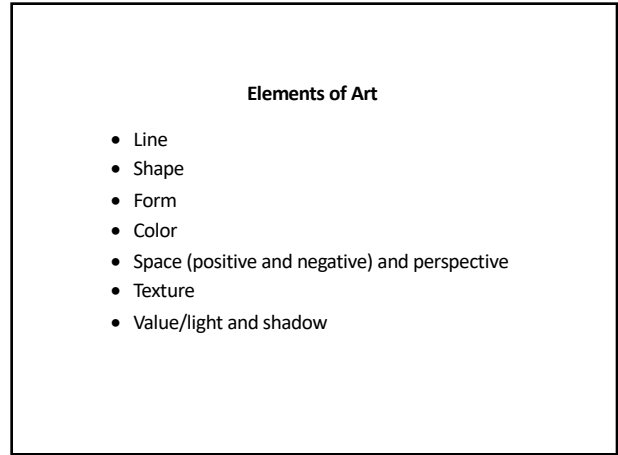 Elements of Art
• Line
• Shape
• Form
• Color
• Space (positive and negative) and perspective
• Texture
• Value/light and shadow